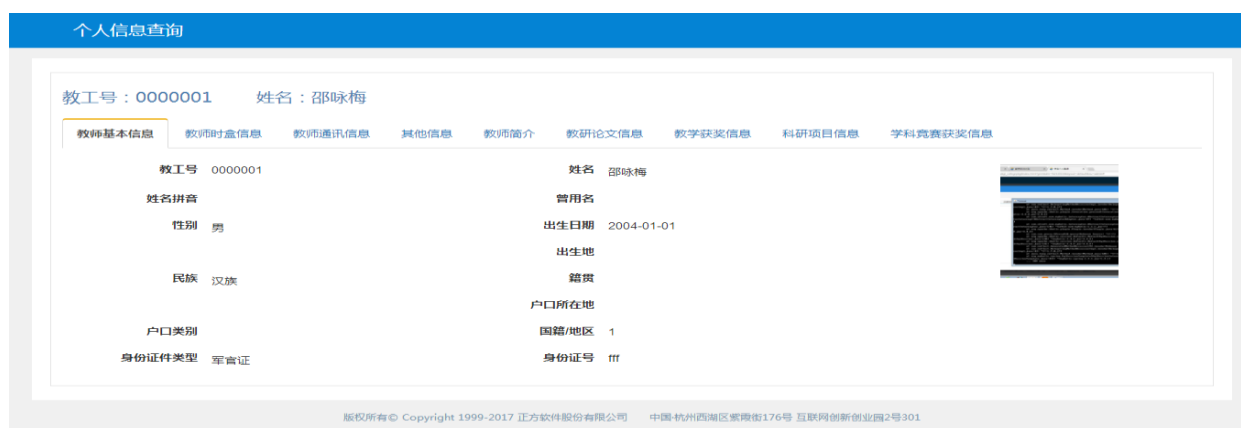 个人信息查询
教工号：0000001 姓名：邵咏梅
教师基本信息 教师时盒信息 教师通讯信息 其他信息 教师简介 教研论文信息 教学获奖信息 科研项目信息 学科竞赛获奖信息
教工号 0000001 姓名 邵咏梅
姓名拼音 曾用名
性别 男 出生日期 2004-01-01
出生地
民族 汉族 籍贯
户口所在地
户口类别 国籍/地区 1
身份证件类型 军官证 身份证号 fff
版权所有© Copyright 1999-2017 正方软件股份有限公司 中国·杭州西湖区紫霞街176号 互联网创新创业园2号301